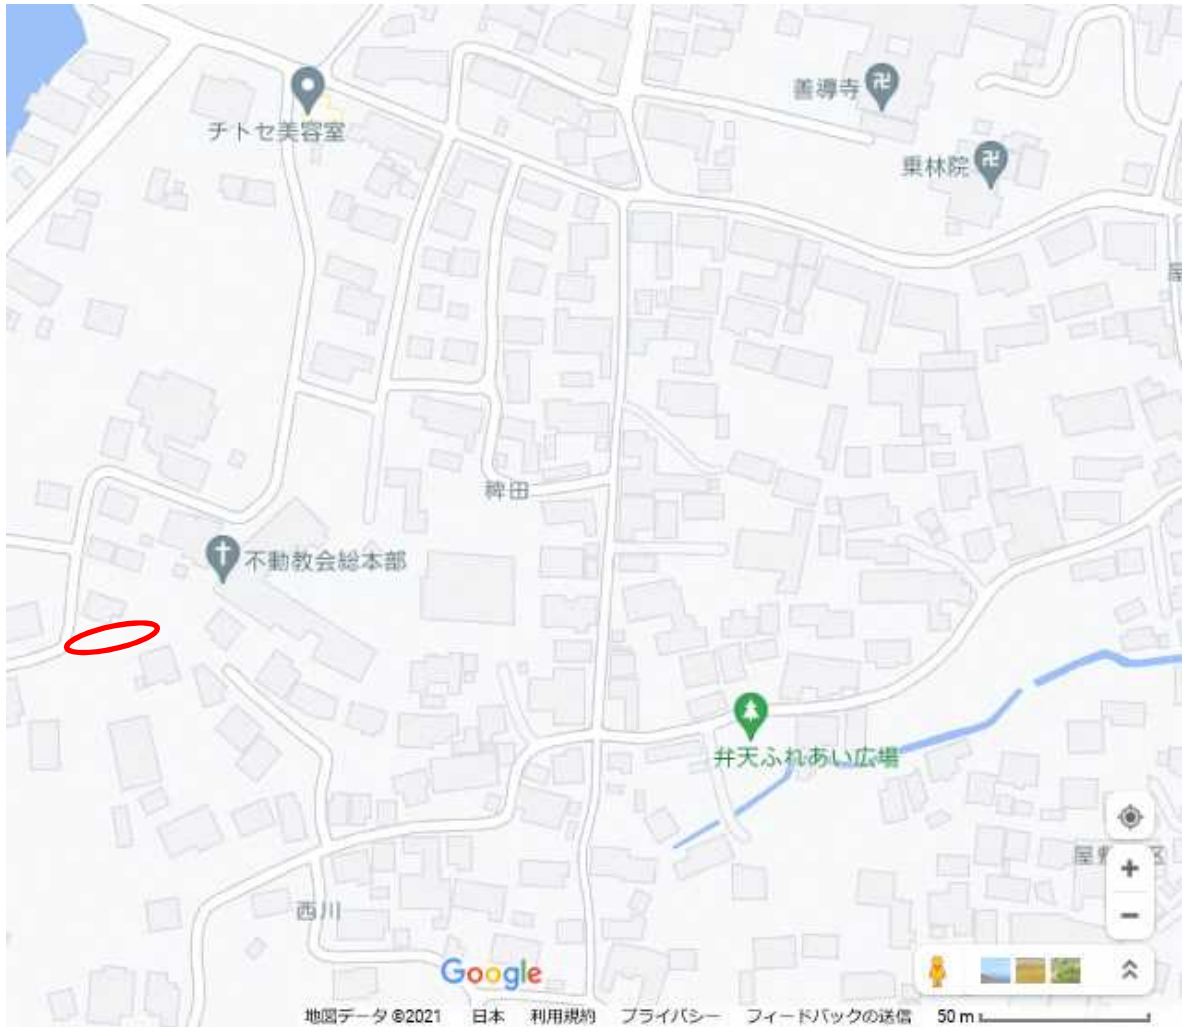 善導寺
チトセ美容室
乗林院
稗田
不動教会総本部
弁天ふれあい広場
西川
Google
地図データ ©2021 日本 利用規約 プライバシー フィードバックの送信 50 m